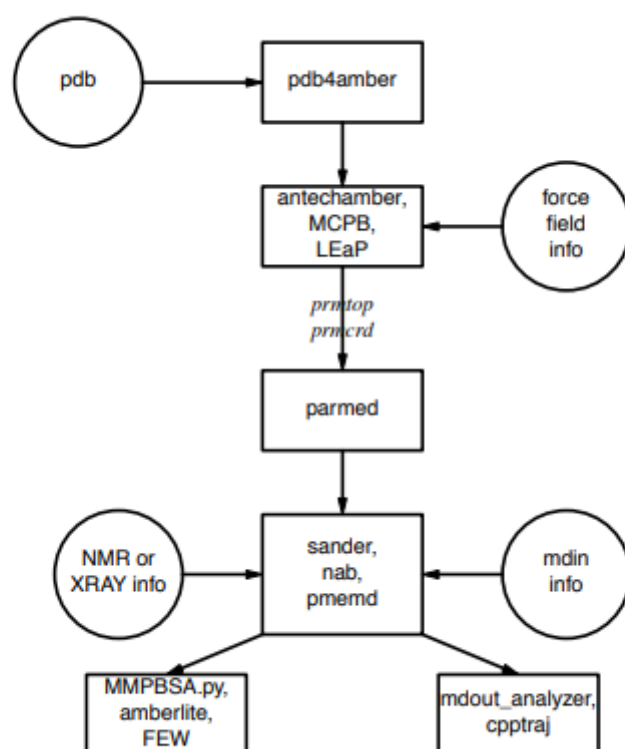 pdb
pdb4amber
antechamber,
MCPB,
LEaP
force
field
info
prmtop
prmcrd
parmed
NMR or
XRAY info
sander,
nab,
pmemd
mdin
info
MMPBSA.py,
amberlite,
FEW
mdout_analyzer,
cpptraj